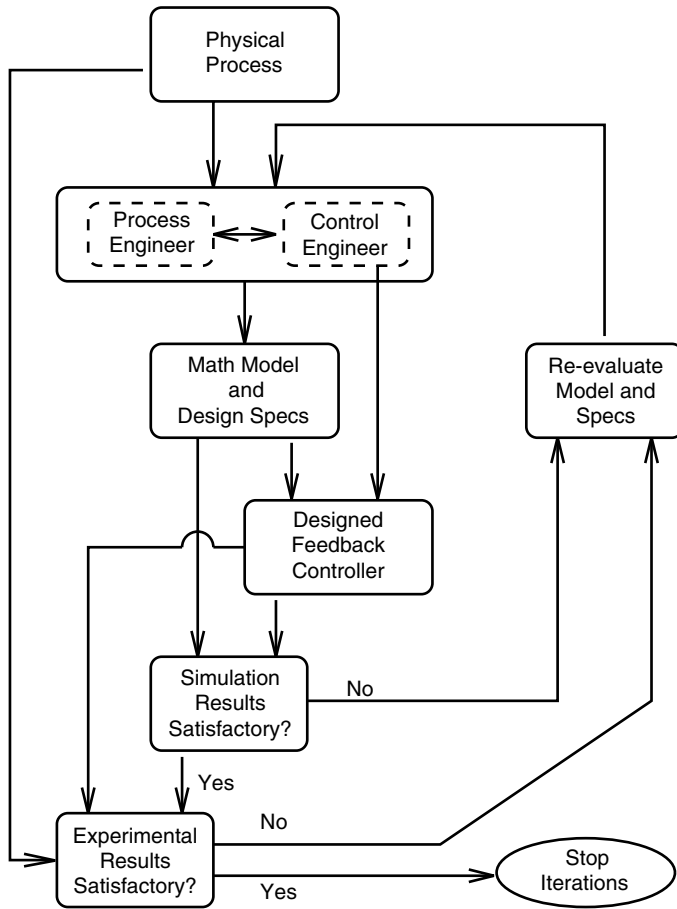 Physical
Process
Process
Engineer
Control
Engineer
Math Model
and
Design Specs
Re-evaluate
Model and
Specs
Designed
Feedback
Controller
Simulation
Results
Satisfactory?
No
Yes
Experimental
Results
Satisfactory?
No
Yes
Stop
Iterations